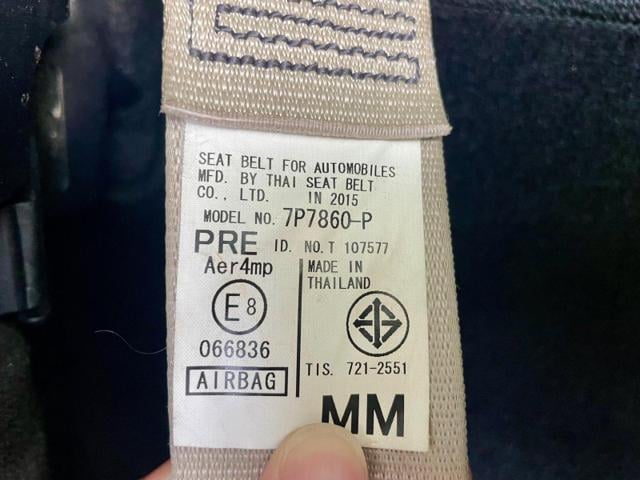 SEAT BELT FOR AUTOMOBILES
MFD. BY THAI SEAT BELT
CO., LTD. IN 2015
MODEL NO. 7P7860-P
PRE ID. NO. T 107577
Aer4mp
E8
066836
AIRBAG
MADE IN
THAILAND
TIS. 721-2551
MM